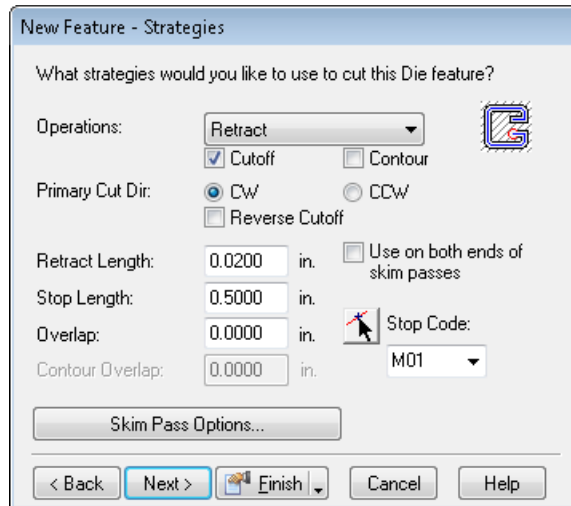 New Feature - Strategies
What strategies would you like to use to cut this Die feature?
Operations: Retract
Cutoff Contour
Primary Cut Dir: CW CCW
Reverse Cutoff
Retract Length: 0.0200 in. Use on both ends of
skim passes
Stop Length: 0.5000 in.
Overlap: 0.0000 in. Stop Code:
M01
Contour Overlap: 0.0000 in.
Skim Pass Options...
< Back Next > Finish Cancel Help